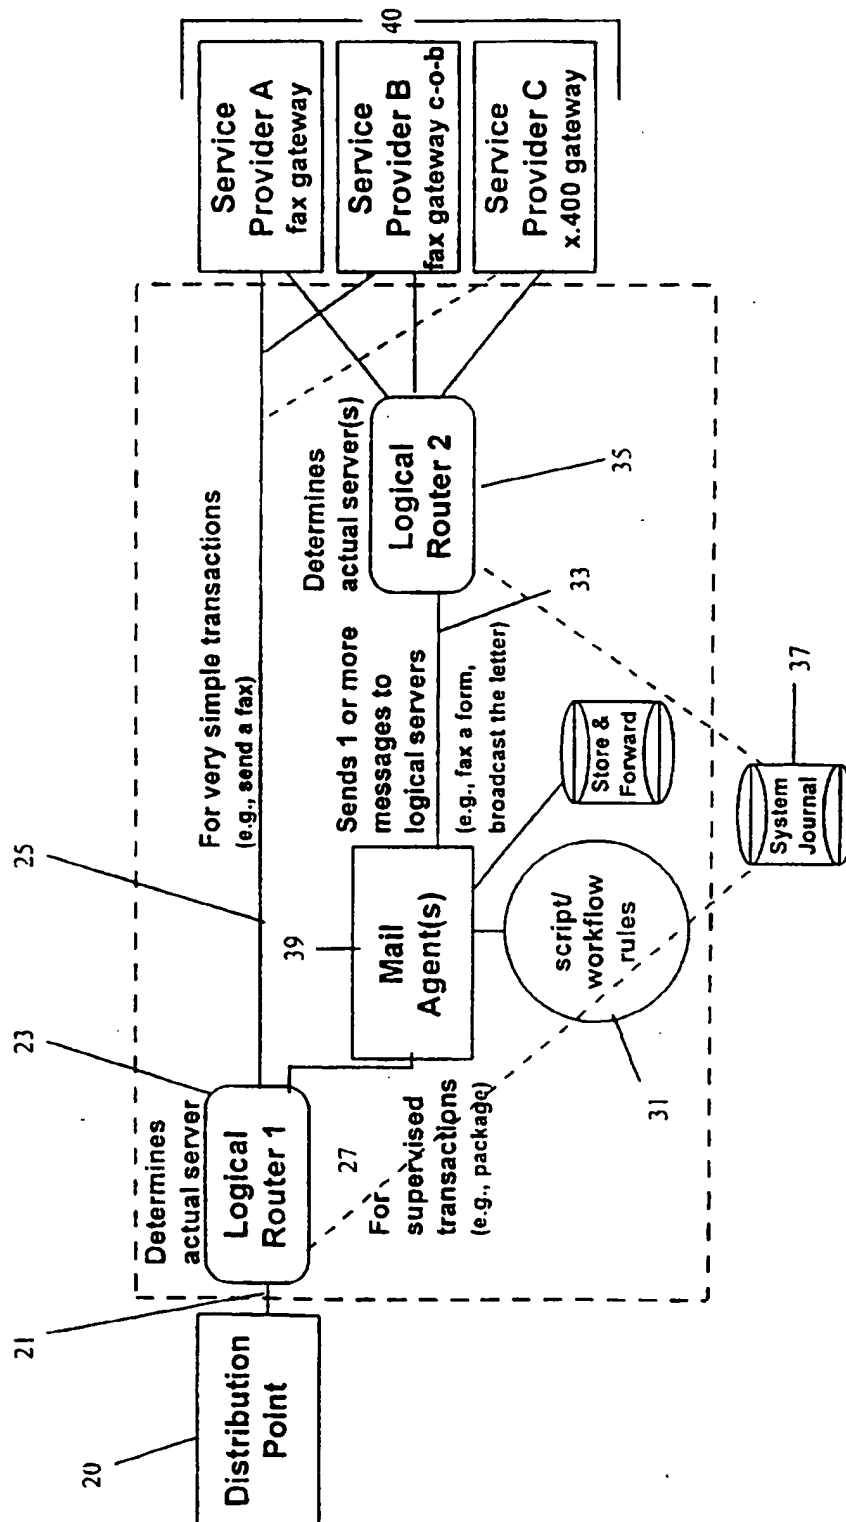 20
Distribution
Point
21
23
Determines
actual server
Logical
Router 1
25
For very simple transactions
(e.g., send a fax)
27
For
supervised
transactions
(e.g., package)
39
Mail
Agent(s)
31
script/
workflow
rules
Store &
Forward
Sends 1 or more
messages to
logical servers
(e.g., fax a form,
broadcast the letter)
33
Determines
actual server(s)
Logical
Router 2
35
37
System
Journal
40
Service
Provider A
fax gateway
Service
Provider B
fax gateway c-o-b
Service
Provider C
x.400 gateway